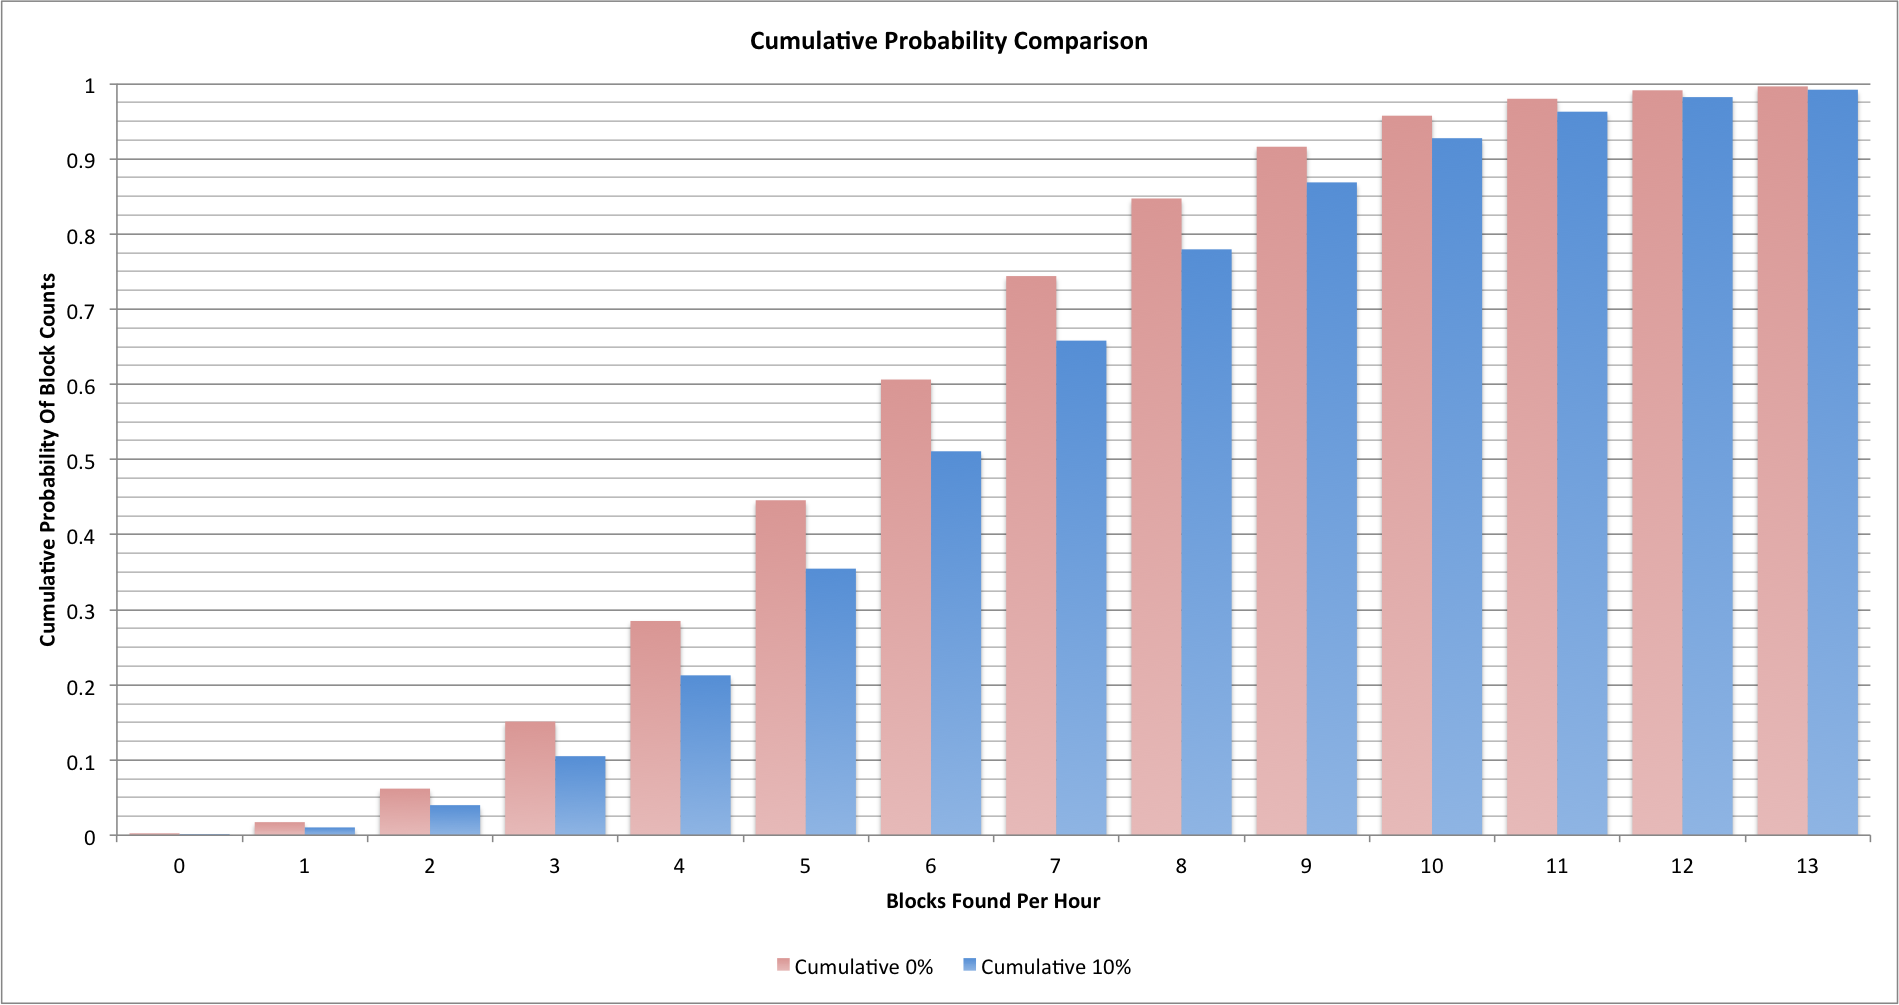 Cumulative Probability Comparison
Cumulative Probability Of Block Counts
1
0.9
0.8
0.7
0.6
0.5
0.4
0.3
0.2
0.1
0
0 1 2 3 4 5 6 7 8 9 10 11 12 13
Blocks Found Per Hour
Cumulative 0% Cumulative 10%